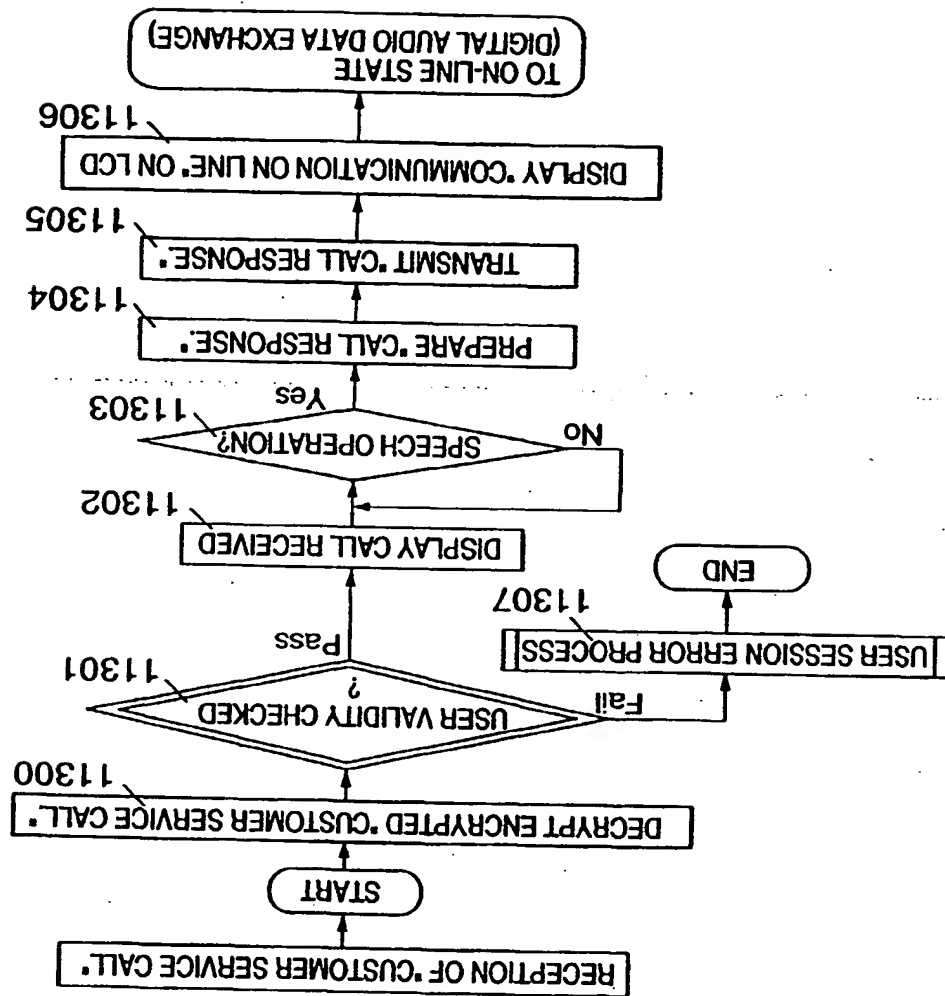 RECEPTION OF "CUSTOMER SERVICE CALL"
START
DECRYPT ENCRYPTED "CUSTOMER SERVICE CALL."
11300
USER VALIDITY CHECKED
?
11301
Fail
Pass
USER SESSION ERROR PROCESS
11307
END
DISPLAY CALL RECEIVED
11302
SPEECH OPERATION?
11303
No
Yes
PREPARE "CALL RESPONSE."
11304
TRANSMIT "CALL RESPONSE."
11305
DISPLAY "COMMUNICATION ON LINE" ON LCD
11306
TO ON-LINE STATE
(DIGITAL AUDIO DATA EXCHANGE)